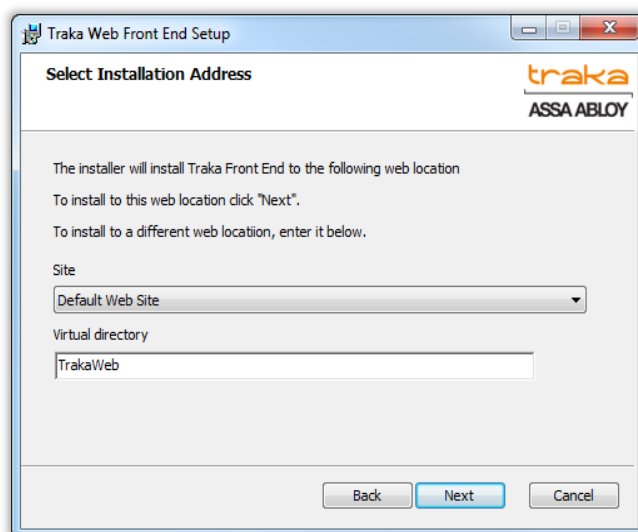 Traka Web Front End Setup
Select Installation Address
traka
ASSA ABLOY
The installer will install Traka Front End to the following web location
To install to this web location click "Next".
To install to a different web locatiion, enter it below.
Site
Default Web Site
Virtual directory
TrakaWeb
Back
Next
Cancel